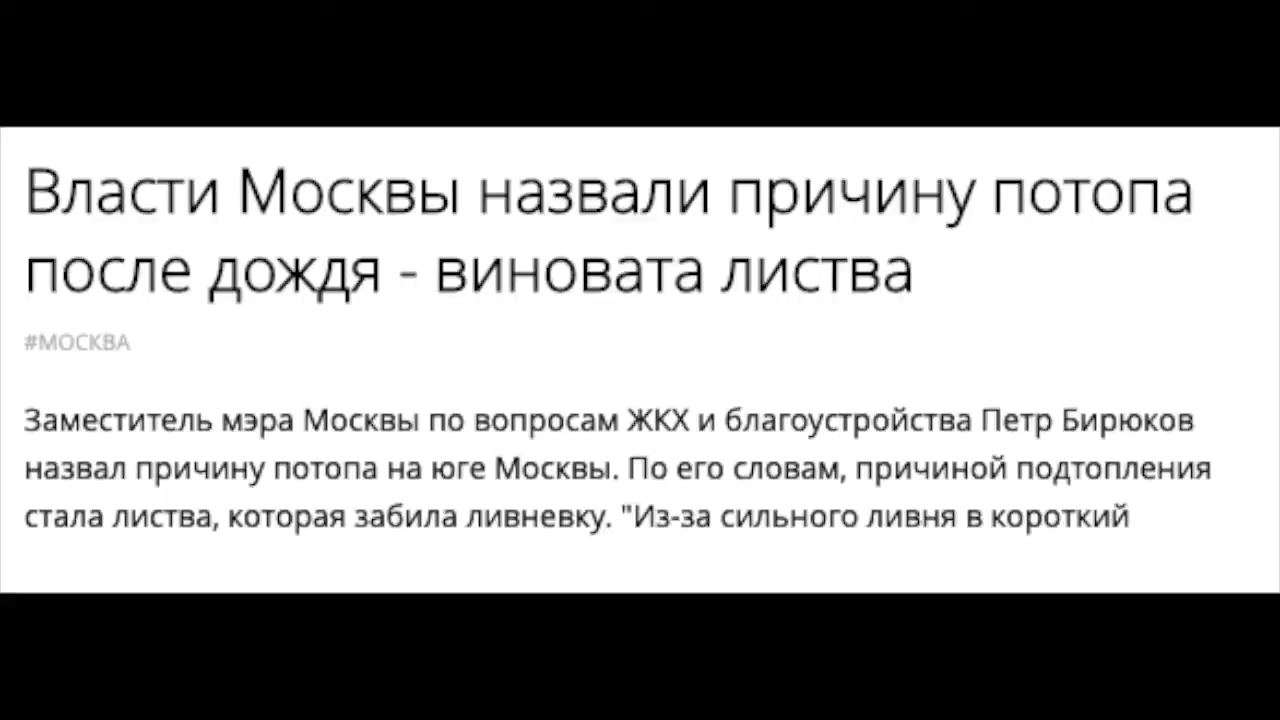 Власти Москвы назвали причину потопа
после дождя - виновата листва
#МОСКВА
Заместитель мэра Москвы по вопросам ЖКХ и благоустройства Петр Бирюков
назвал причину потопа на юге Москвы. По его словам, причиной подтопления
стала листва, которая забила ливневку. "Из-за сильного ливня в короткий